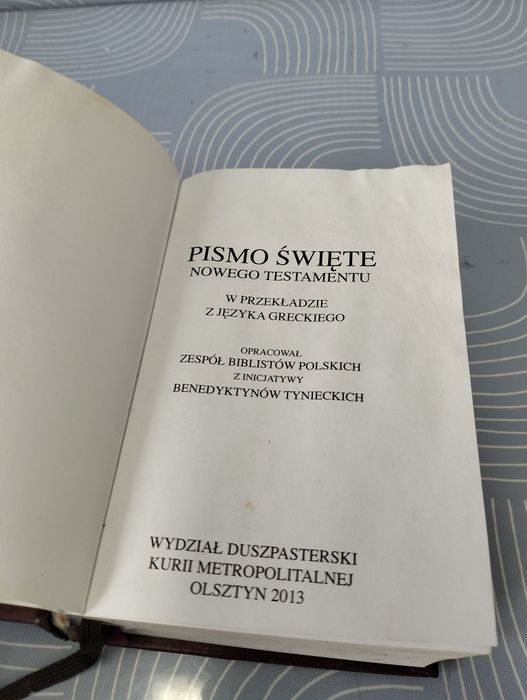 PISMO ŚWIĘTE
NOWEGO TESTAMENTU
W PRZEKŁADZIE
Z JĘZYKA GRECKIEGO
OPRACOWAŁ
ZESPÓŁ BIBLISTÓW POLSKICH
Z INICJATYWY
BENEDYKTYNÓW TYNIECKICH
WYDZIAŁ DUSZPASTERSKI
KURII METROPOLITALNEJ
OLSZTYN 2013